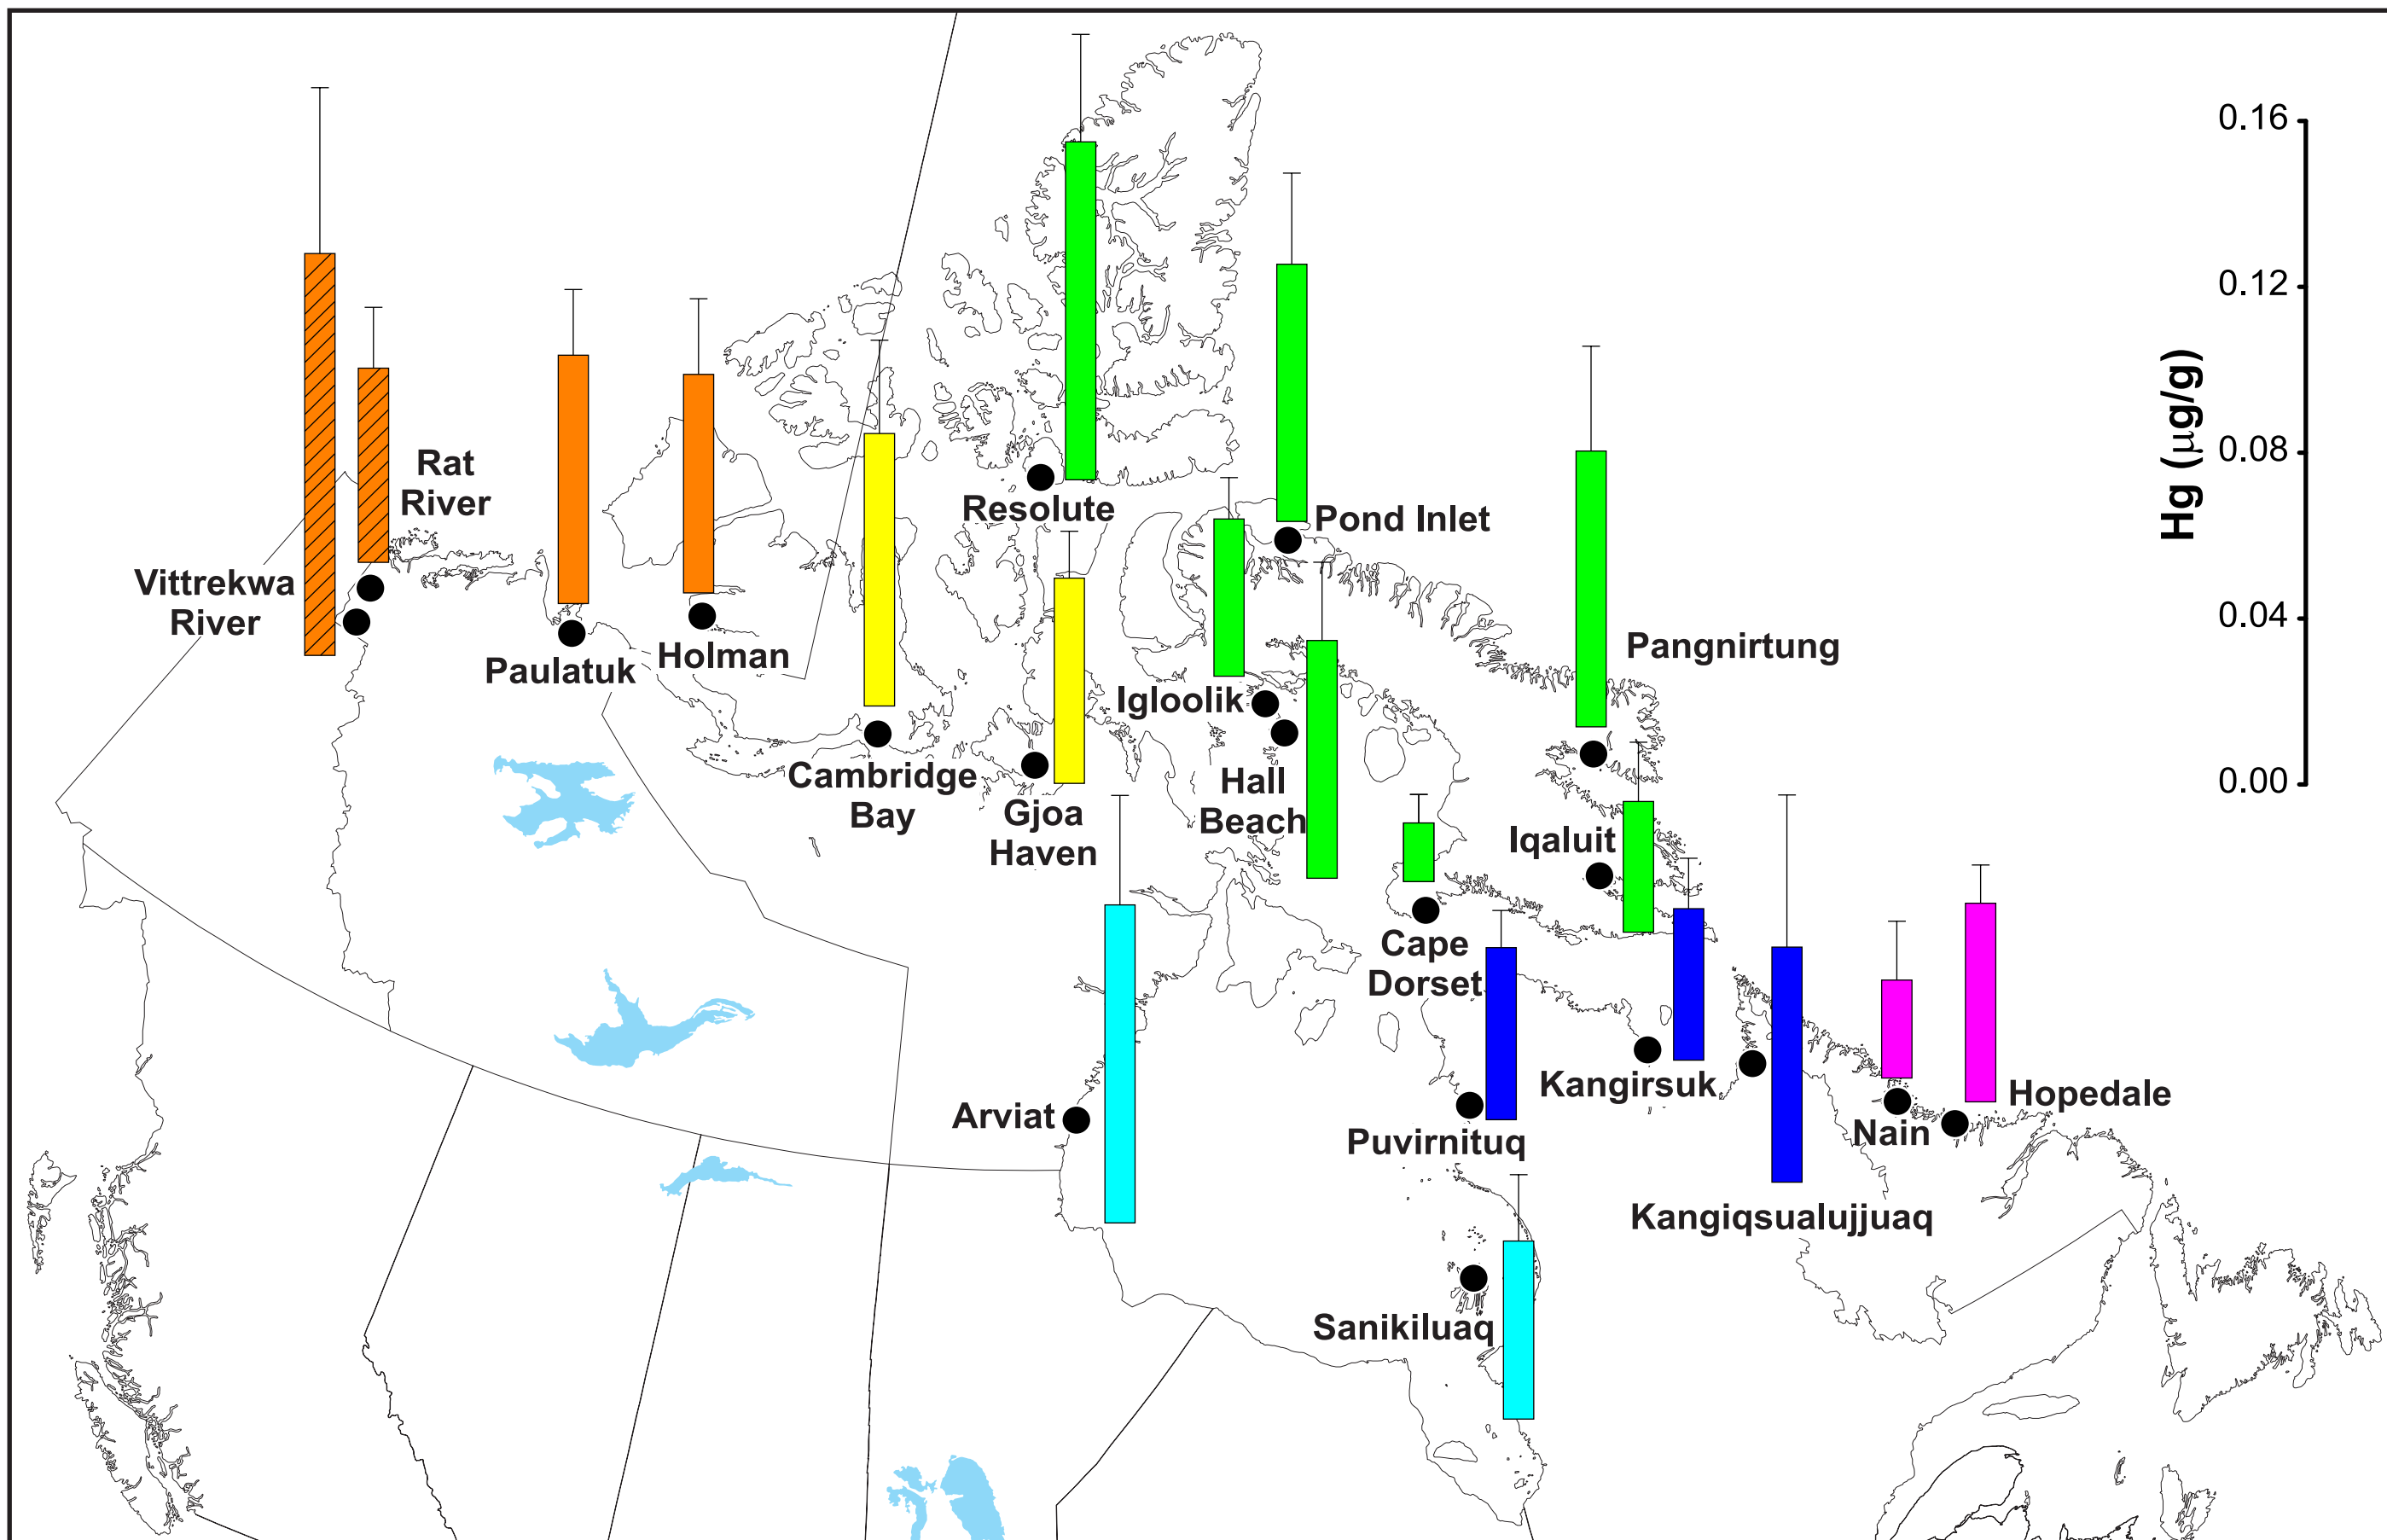 0.16
0.12
0.08
0.04
0.00
Hg (μg/g)
Rat
River
Vittrekwa
River
Paulatuk
Holman
Cambridge
Bay
Resolute
Gjoa
Haven
Pond Inlet
Igloolik
Hall
Beach
Pangnirtung
Iqaluit
Cape
Dorset
Arviat
Puvirnituq
Kangirsuk
Kangiqsualujjuaq
Nain
Hopedale
Sanikiluaq